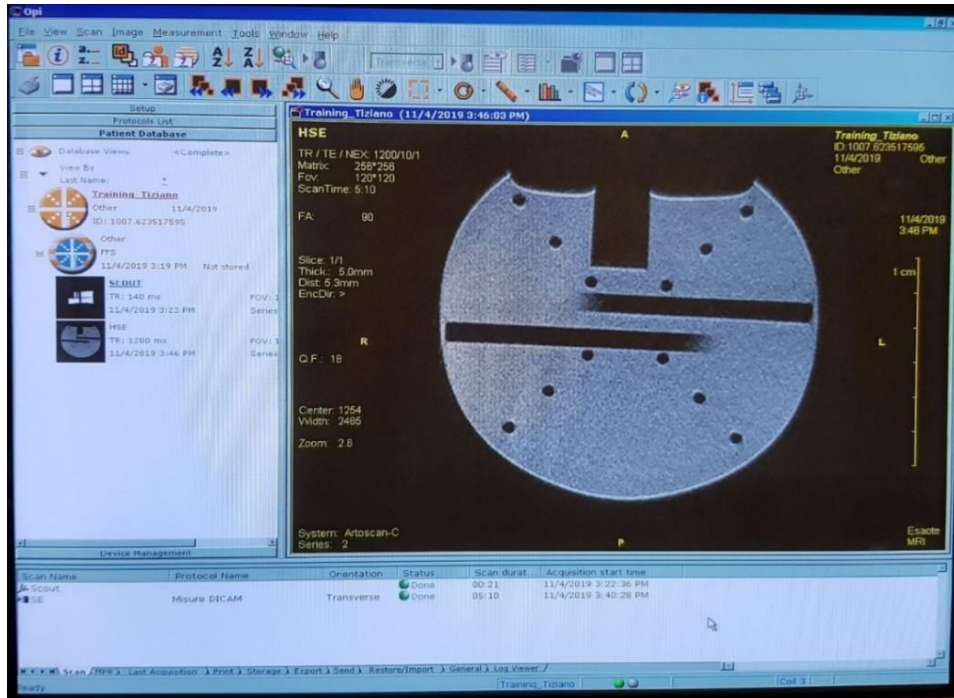 Opi
File View Scan Image Measurement Tools Window Help
Transverse
Setup
Protocols List
Patient Database
Database Views <Complete>
View By
Last Name:
Training_Tiziano
Other 11/4/2019
ID: 1007.623517595
Other
FFS
11/4/2019 3:19 PM Not stored
SCOUT
TR: 140 ms FOV: 1
11/4/2019 3:23 PM Series
HSE
TR: 1200 ms FOV: 1
11/4/2019 3:46 PM Series
Device Management
Training_Tiziano (11/4/2019 3:46:03 PM)
HSE
TR / TE / NEX: 1200/10/1
Matrix: 256*256
Fov: 120*120
ScanTime: 5:10
FA: 90
Slice: 1/1
Thick.: 5.0mm
Dist: 5.3mm
EncDir: >
Q.F.: 18
Center: 1254
Width: 2485
Zoom: 2.8
System: Artoscan-C
Series: 2
A
R
L
P
Training_Tiziano
ID:1007.623517595
11/4/2019 Other
Other
11/4/2019
3:46 PM
1 cm
Esaote
MRI
Scan Name Protocol Name Orientation Status Scan durat... Acquisition start time
Scout Done 00:21 11/4/2019 3:22:36 PM
SE Misure DICAM Transverse Done 05:10 11/4/2019 3:40:28 PM
Scan MPR Last Acquisition Print Storage Export Send Restore/Import General Log Viewer
Ready Training_Tiziano Coil 3